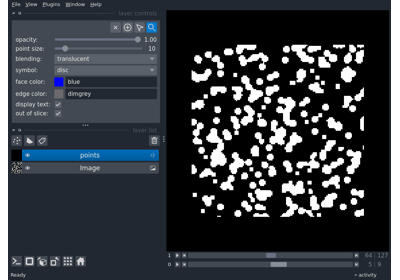 File View Plugins Window Help
layer controls
opacity: 1.00
point size: 10
blending: translucent
symbol: disc
face color: blue
edge color: dimgrey
display text:
out of slice:
layer list
points
Image
1 64 | 127
0 5 | 9
Ready activity